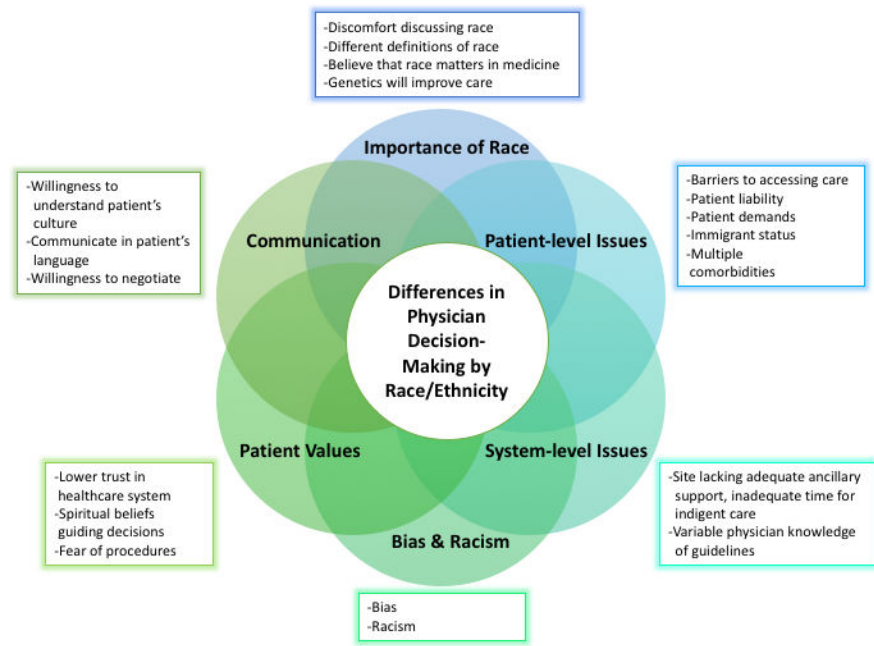 -Discomfort discussing race
-Different definitions of race
-Believe that race matters in medicine
-Genetics will improve care
Importance of Race
-Willingness to
understand patient's
culture
-Communicate in patient's
language
-Willingness to negotiate
Communication
Patient-level Issues
-Barriers to accessing care
-Patient liability
-Patient demands
-Immigrant status
-Multiple
comorbidities
Differences in
Physician
Decision-
Making by
Race/Ethnicity
Patient Values
System-level Issues
-Lower trust in
healthcare system
-Spiritual beliefs
guiding decisions
-Fear of procedures
-Site lacking adequate ancillary
support, inadequate time for
indigent care
-Variable physician knowledge
of guidelines
Bias & Racism
-Bias
-Racism